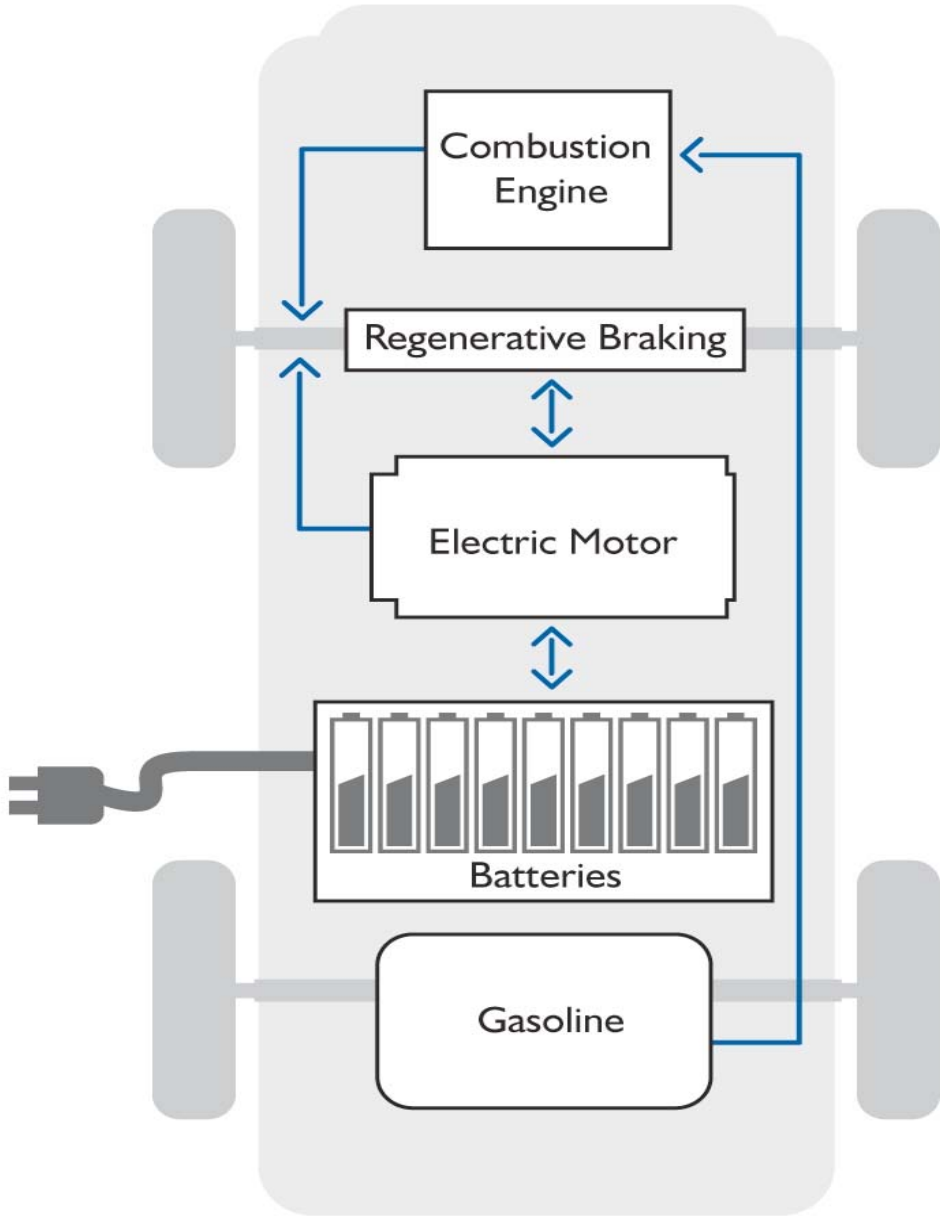 Combustion
Engine
Regenerative Braking
Electric Motor
Batteries
Gasoline